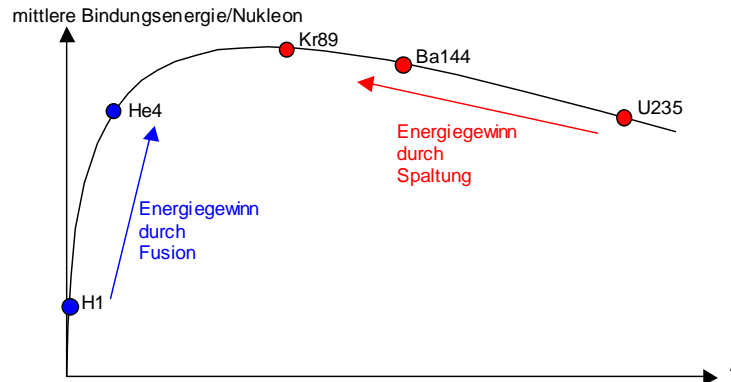 mittlere Bindungsenergie/Nukleon
Kr89
Ba144
He4
U235
Energiegewinn
durch
Spaltung
Energiegewinn
durch
Fusion
H1